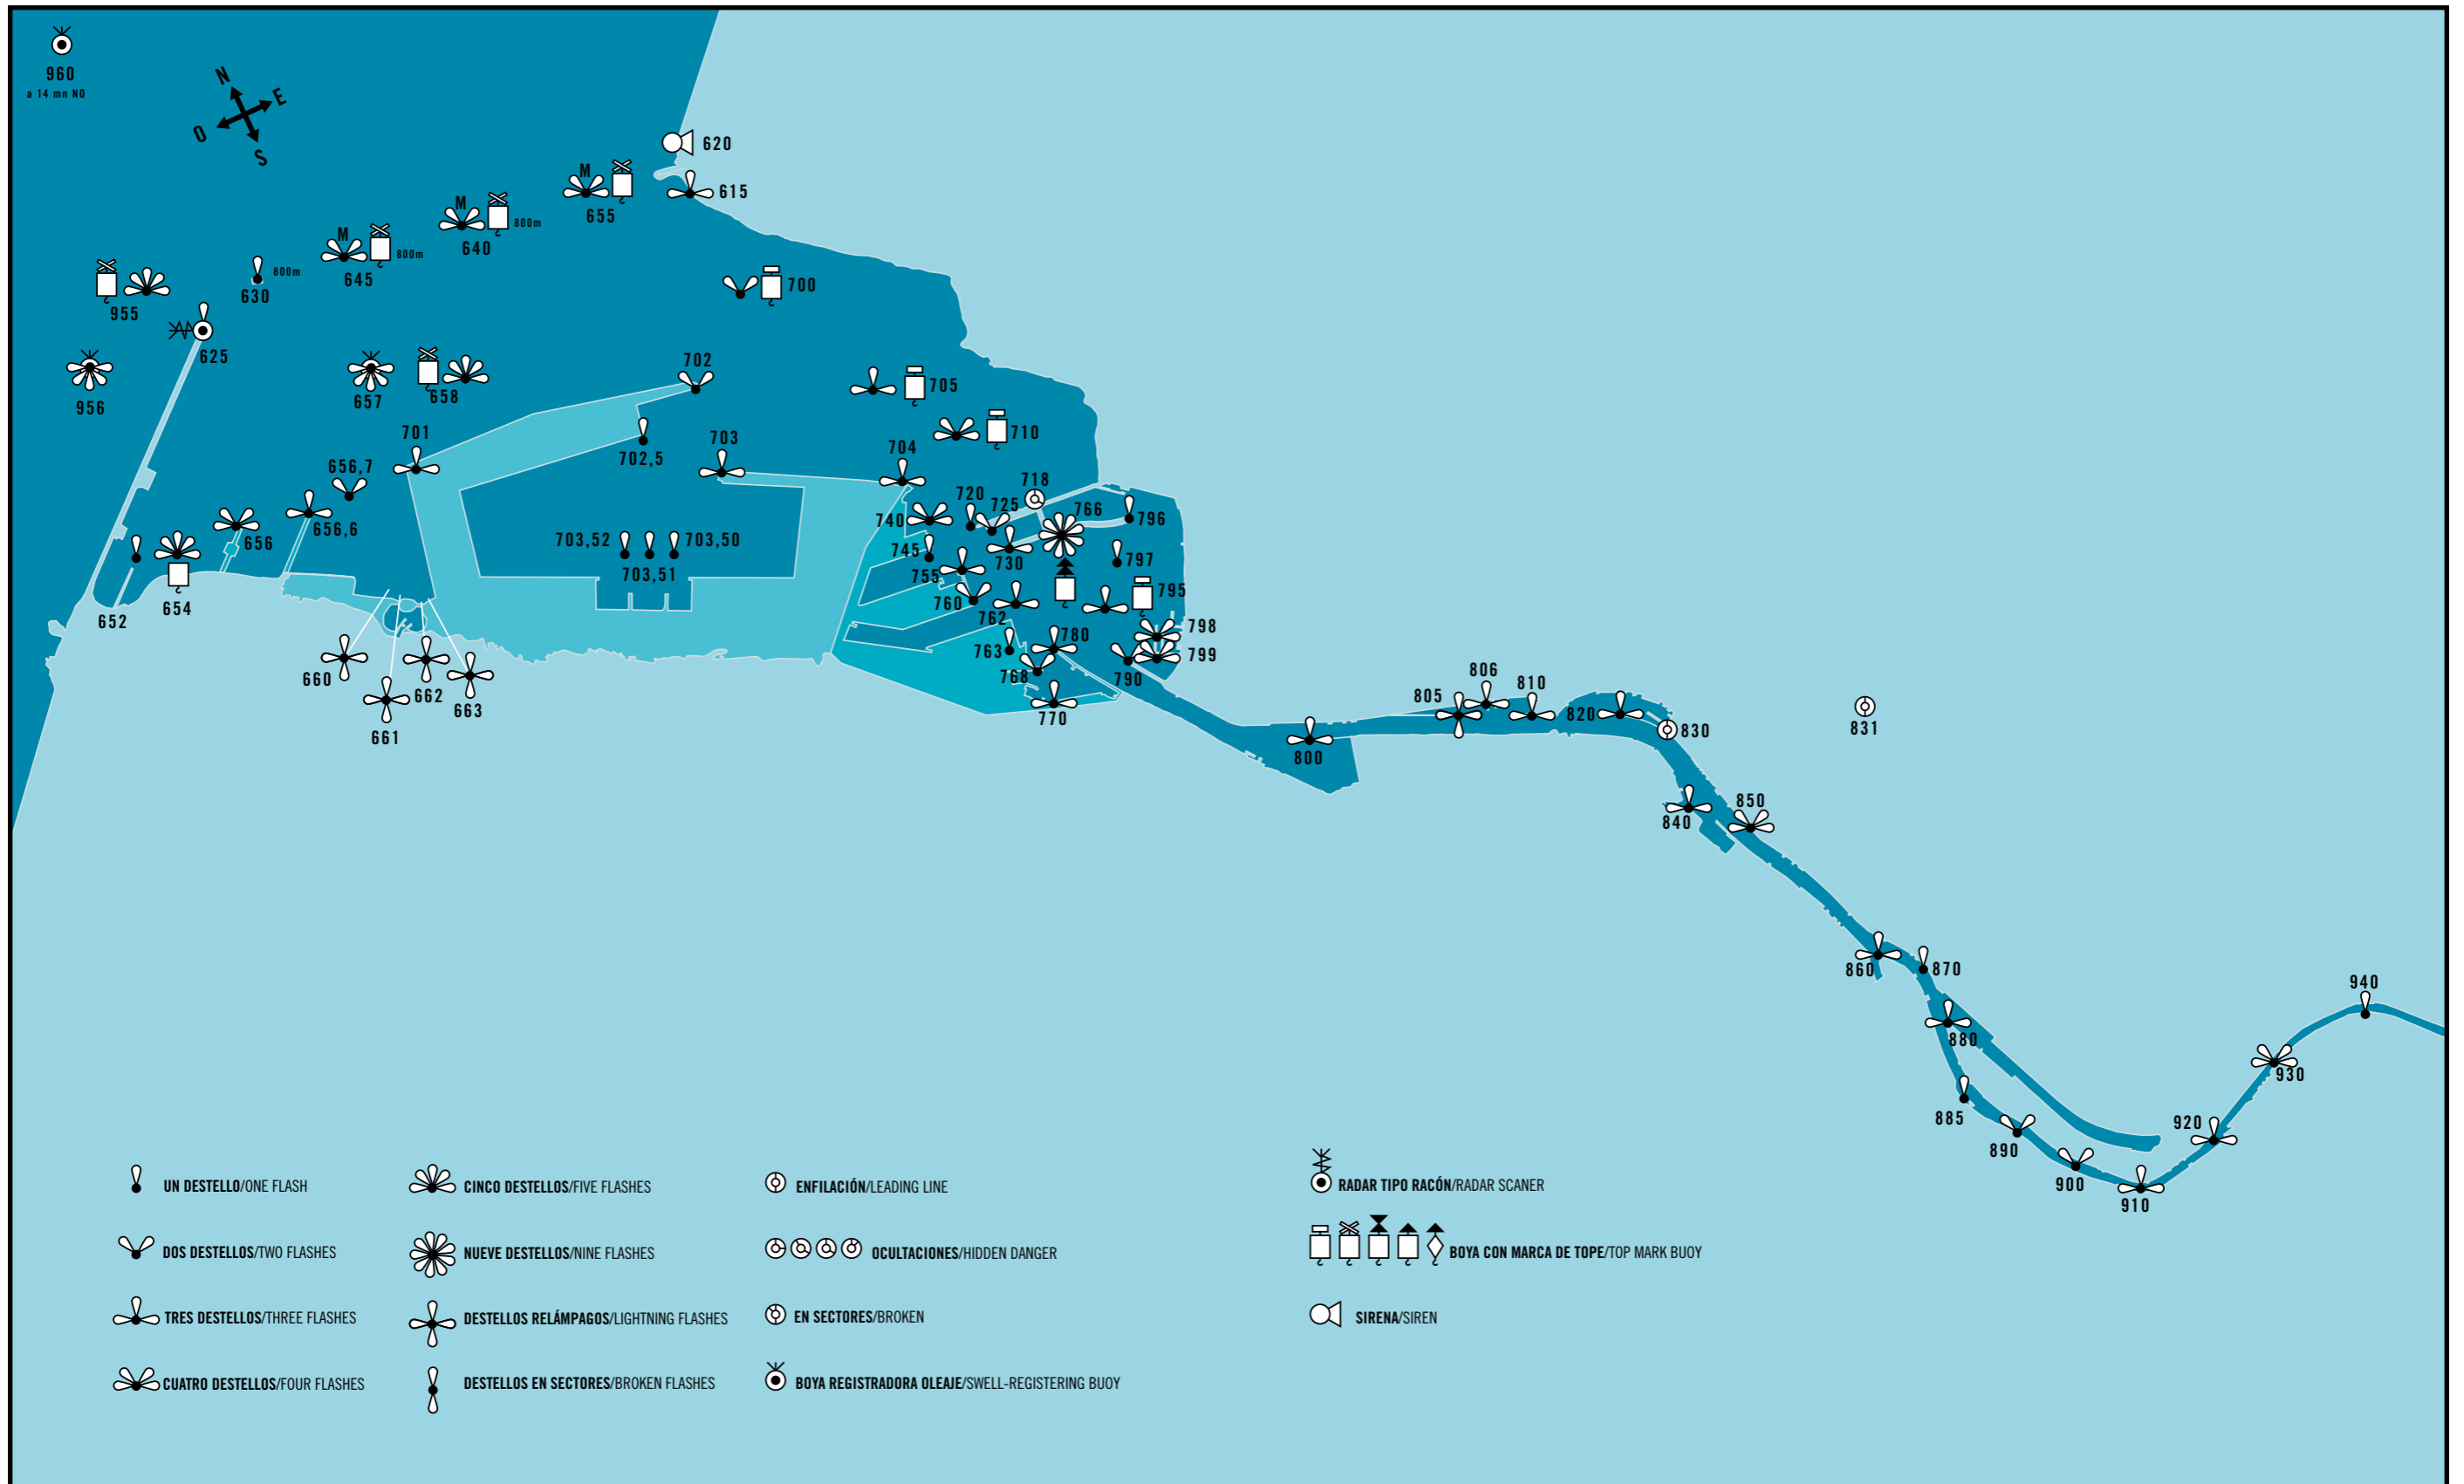 960
a 14 mn NO
N
E
O
S
620
615
M
655
M
800m
640
M
800m
645
800m
630
955
625
956
657
658
700
702
705
701
702,5
703
704
710
656,7
656,6
656
652
654
703,52
703,51
703,50
718
720
725
766
796
740
745
730
797
755
760
762
795
798
799
763
780
768
790
770
660
661
662
663
800
805
806
810
820
830
831
840
850
860
870
880
885
890
900
910
920
930
940
UN DESTELLO/ONE FLASH
DOS DESTELLOS/TWO FLASHES
TRES DESTELLOS/THREE FLASHES
CUATRO DESTELLOS/FOUR FLASHES
CINCO DESTELLOS/FIVE FLASHES
NUEVE DESTELLOS/NINE FLASHES
DESTELLOS RELÁMPAGOS/LIGHTNING FLASHES
DESTELLOS EN SECTORES/BROKEN FLASHES
ENFILACIÓN/LEADING LINE
OCULTACIONES/HIDDEN DANGER
EN SECTORES/BROKEN
BOYA REGISTRADORA OLEAJE/SWELL-REGISTERING BUOY
RADAR TIPO RACÓN/RADAR SCANER
BOYA CON MARCA DE TOPE/TOP MARK BUOY
SIRENA/SIREN